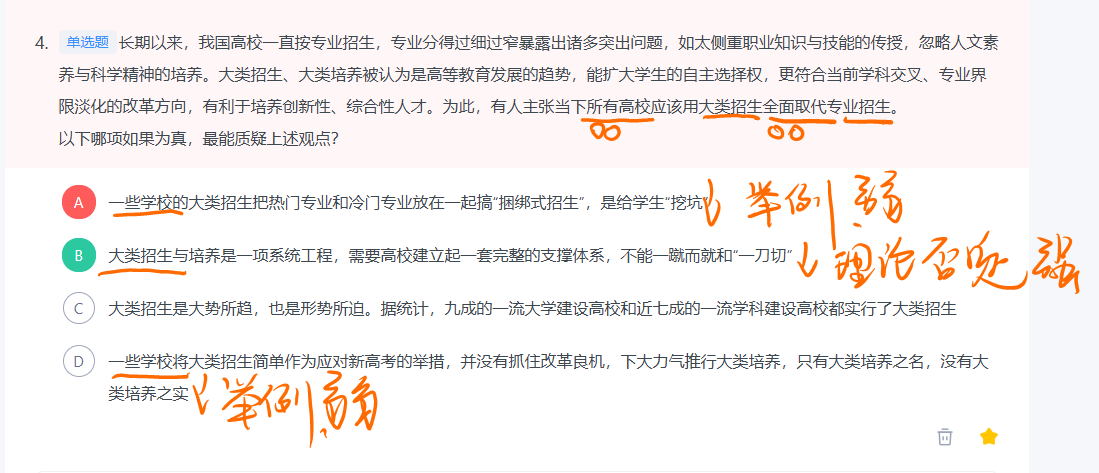 4. 单选题 长期以来，我国高校一直按专业招生，专业分得过细过窄暴露出诸多突出问题，如太侧重职业知识与技能的传授，忽略人文素
养与科学精神的培养。大类招生、大类培养被认为是高等教育发展的趋势，能扩大学生的自主选择权，更符合当前学科交叉、专业界
限淡化的改革方向，有利于培养创新性、综合性人才。为此，有人主张当下所有高校应该用大类招生全面取代专业招生。
以下哪项如果为真，最能质疑上述观点？
A 一些学校的大类招生把热门专业和冷门专业放在一起搞“捆绑式招生”，是给学生“挖坑” 举例 弱
B 大类招生与培养是一项系统工程，需要高校建立起一套完整的支撑体系，不能一蹴而就和“一刀切” 理论否定 强
C 大类招生是大势所趋，也是形势所迫。据统计，九成的一流大学建设高校和近七成的一流学科建设高校都实行了大类招生
D 一些学校将大类招生简单作为应对新高考的举措，并没有抓住改革良机，下大力气推行大类培养，只有大类培养之名，没有大
类培养之实 举例 弱